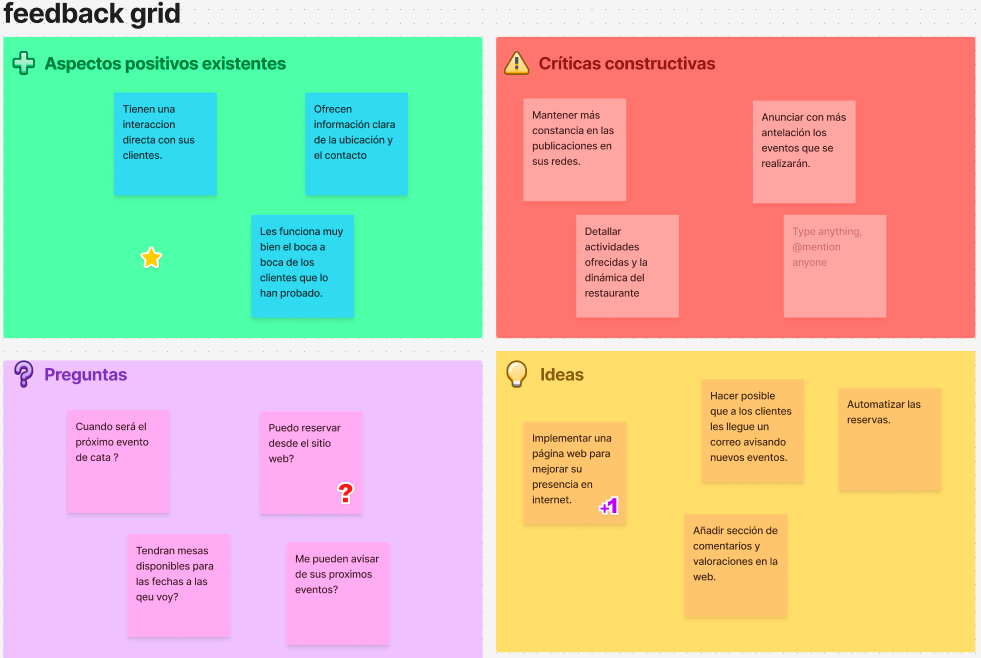 feedback grid
Aspectos positivos existentes
Tienen una
interaccion
directa con sus
clientes.
Ofrecen
información clara
de la ubicación y
el contacto
Les funciona muy
bien el boca a
boca de los
clientes que lo
han probado.
Críticas constructivas
Mantener más
constancia en las
publicaciones en
sus redes.
Anunciar con más
antelación los
eventos que se
realizarán.
Detallar
actividades
ofrecidas y la
dinámica del
restaurante
Type anything,
@mention
anyone
Preguntas
Cuando será el
próximo evento
de cata ?
Puedo reservar
desde el sitio
web?
?
Tendran mesas
disponibles para
las fechas a las
qeu voy?
Me pueden avisar
de sus proximos
eventos?
Ideas
Implementar una
página web para
mejorar su
presencia en
internet.
+1
Hacer posible
que a los clientes
les llegue un
correo avisando
nuevos eventos.
Automatizar las
reservas.
Añadir sección de
comentarios y
valoraciones en la
web.